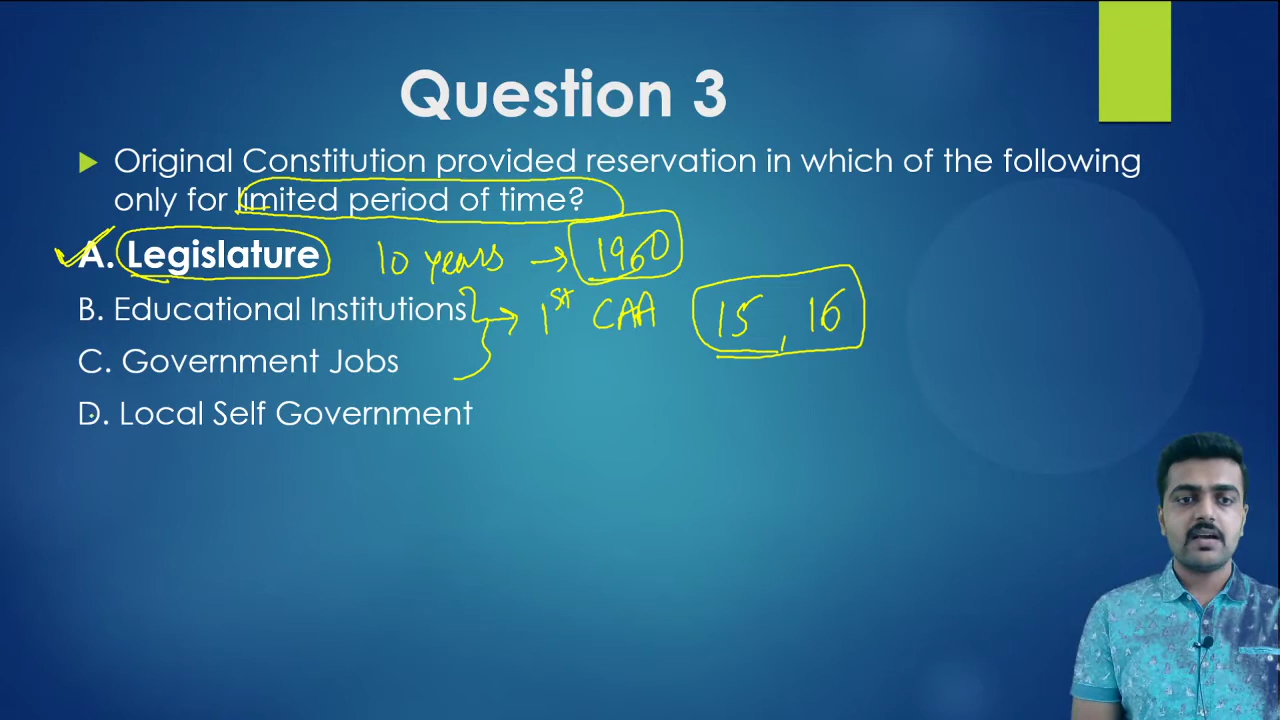 Question 3
Original Constitution provided reservation in which of the following
only for limited period of time?
A. Legislature 10 years → 1960
B. Educational Institutions → 1st CAA 15, 16
C. Government Jobs
D. Local Self Government